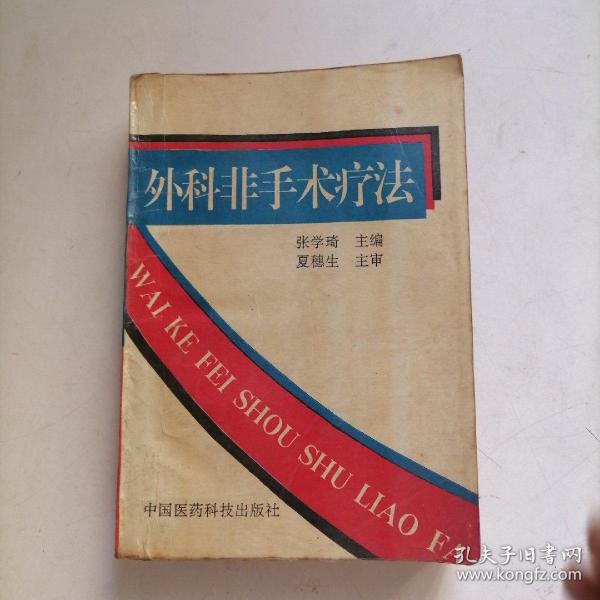 外科非手术疗法
张学琦 主编
夏穗生 主审
WAI KE FEI SHOU SHU LIAO FA
中国医药科技出版社
孔夫子旧书网
www.kongfz.com